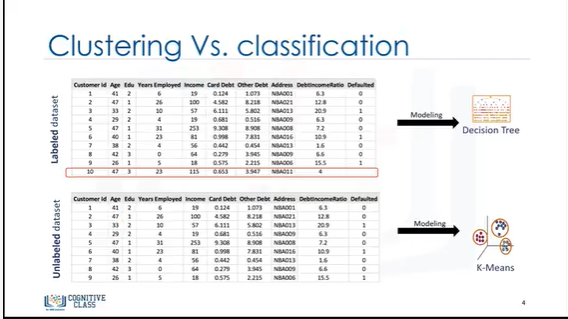 Clustering Vs. classification
Labeled dataset
Customer Id Age Edu Years Employed Income Card Debt Other Debt Address DebtIncomeRatio Defaulted
1 41 2 6 19 0.124 1.073 NBA001 6.3 0
2 47 1 26 100 4.582 8.218 NBA021 12.8 0
3 33 2 10 57 6.111 5.802 NBA013 20.9 1
4 29 2 4 19 0.681 0.516 NBA009 6.3 0
5 47 1 31 253 9.308 8.908 NBA008 7.2 0
6 40 1 23 81 0.998 7.831 NBA016 10.9 1
7 38 2 4 56 0.442 0.454 NBA013 1.6 0
8 42 3 0 64 0.279 3.945 NBA009 6.6 0
9 26 1 5 18 0.575 2.215 NBA006 15.5 1
10 47 3 23 115 0.653 3.947 NBA011 4
Modeling
Decision Tree
Unlabeled dataset
Customer Id Age Edu Years Employed Income Card Debt Other Debt Address DebtIncomeRatio Defaulted
1 41 2 6 19 0.124 1.073 NBA001 6.3 0
2 47 1 26 100 4.582 8.218 NBA021 12.8 0
3 33 2 10 57 6.111 5.802 NBA013 20.9 1
4 29 2 4 19 0.681 0.516 NBA009 6.3 0
5 47 1 31 253 9.308 8.908 NBA008 7.2 0
6 40 1 23 81 0.998 7.831 NBA016 10.9 1
7 38 2 4 56 0.442 0.454 NBA013 1.6 0
8 42 3 0 64 0.279 3.945 NBA009 6.6 0
9 26 1 5 18 0.575 2.215 NBA006 15.5 1
Modeling
K-Means
COGNITIVE
CLASS
4